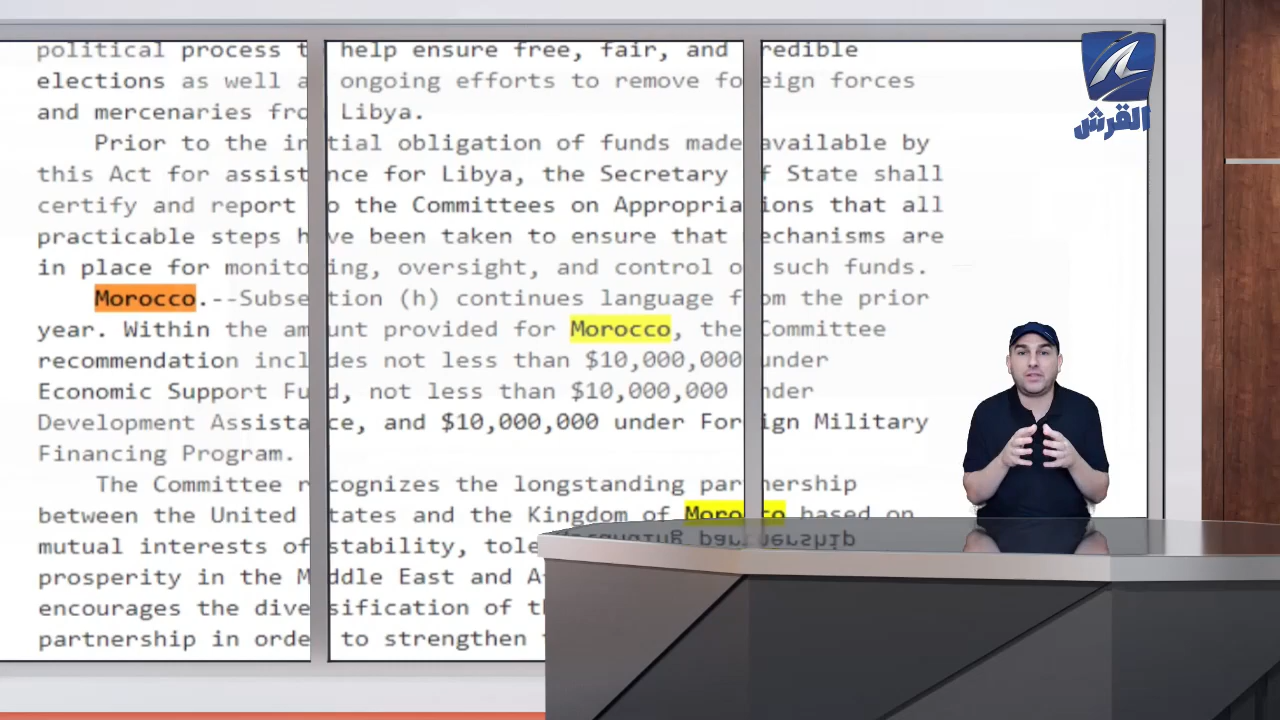 political process t help ensure free, fair, and redible
elections as well a ongoing efforts to remove fo eign forces
and mercenaries fro Libya.
Prior to the in tial obligation of funds made available by
this Act for assist nce for Libya, the Secretary f State shall
certify and report o the Committees on Appropria ions that all
practicable steps h ve been taken to ensure that echanisms are
in place for monito ing, oversight, and control o such funds.
Morocco.--Subse tion (h) continues language f om the prior
year. Within the am unt provided for Morocco, the Committee
recommendation incl des not less than $10,000,000 under
Economic Support Fu d, not less than $10,000,000 under
Development Assista ce, and $10,000,000 under For ign Military
Financing Program.
The Committee r cognizes the longstanding par nership
between the United tates and the Kingdom of Morocco based on
mutual interests of stability, tole
prosperity in the M ddle East and Af
encourages the dive sification of th
partnership in orde to strengthen
القرش